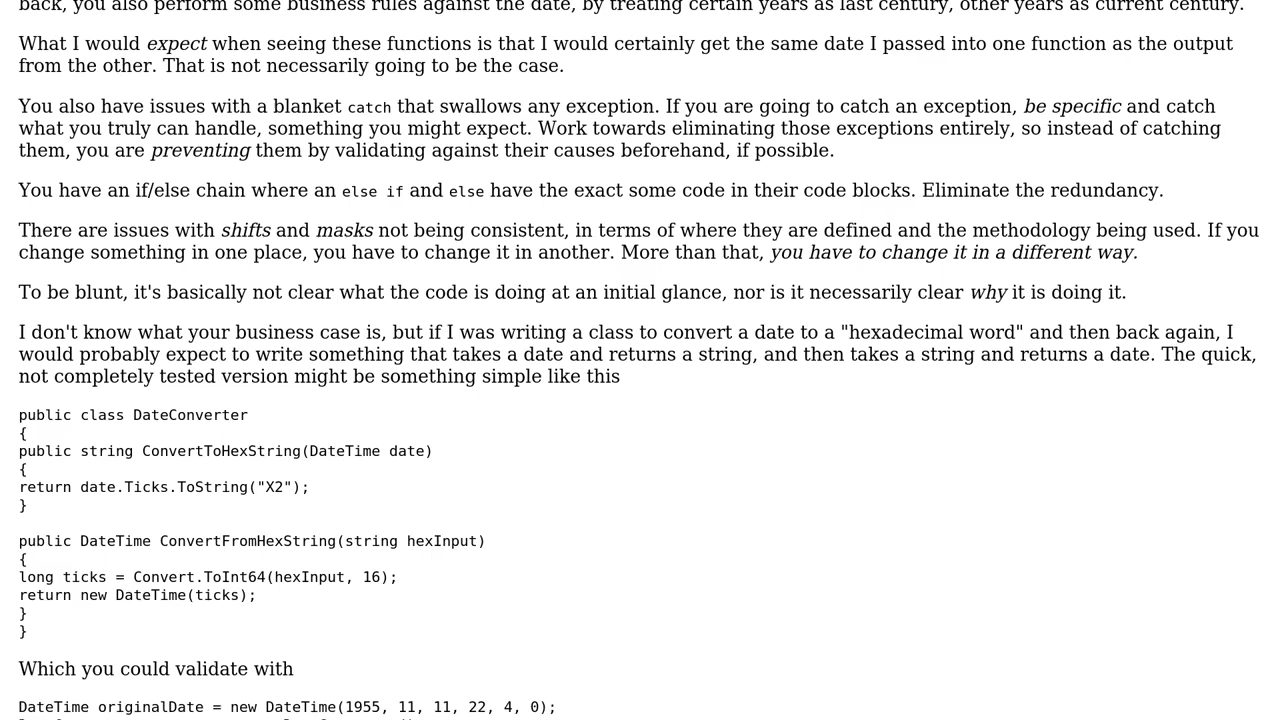 back, you also perform some business rules against the date, by treating certain years as last century, other years as current century.
What I would expect when seeing these functions is that I would certainly get the same date I passed into one function as the output
from the other. That is not necessarily going to be the case.
You also have issues with a blanket catch that swallows any exception. If you are going to catch an exception, be specific and catch
what you truly can handle, something you might expect. Work towards eliminating those exceptions entirely, so instead of catching
them, you are preventing them by validating against their causes beforehand, if possible.
You have an if/else chain where an else if and else have the exact some code in their code blocks. Eliminate the redundancy.
There are issues with shifts and masks not being consistent, in terms of where they are defined and the methodology being used. If you
change something in one place, you have to change it in another. More than that, you have to change it in a different way.
To be blunt, it's basically not clear what the code is doing at an initial glance, nor is it necessarily clear why it is doing it.
I don't know what your business case is, but if I was writing a class to convert a date to a "hexadecimal word" and then back again, I
would probably expect to write something that takes a date and returns a string, and then takes a string and returns a date. The quick,
not completely tested version might be something simple like this
public class DateConverter
{
public string ConvertToHexString(DateTime date)
{
return date.Ticks.ToString("X2");
}
public DateTime ConvertFromHexString(string hexInput)
{
long ticks = Convert.ToInt64(hexInput, 16);
return new DateTime(ticks);
}
}
Which you could validate with
DateTime originalDate = new DateTime(1955, 11, 11, 22, 4, 0);